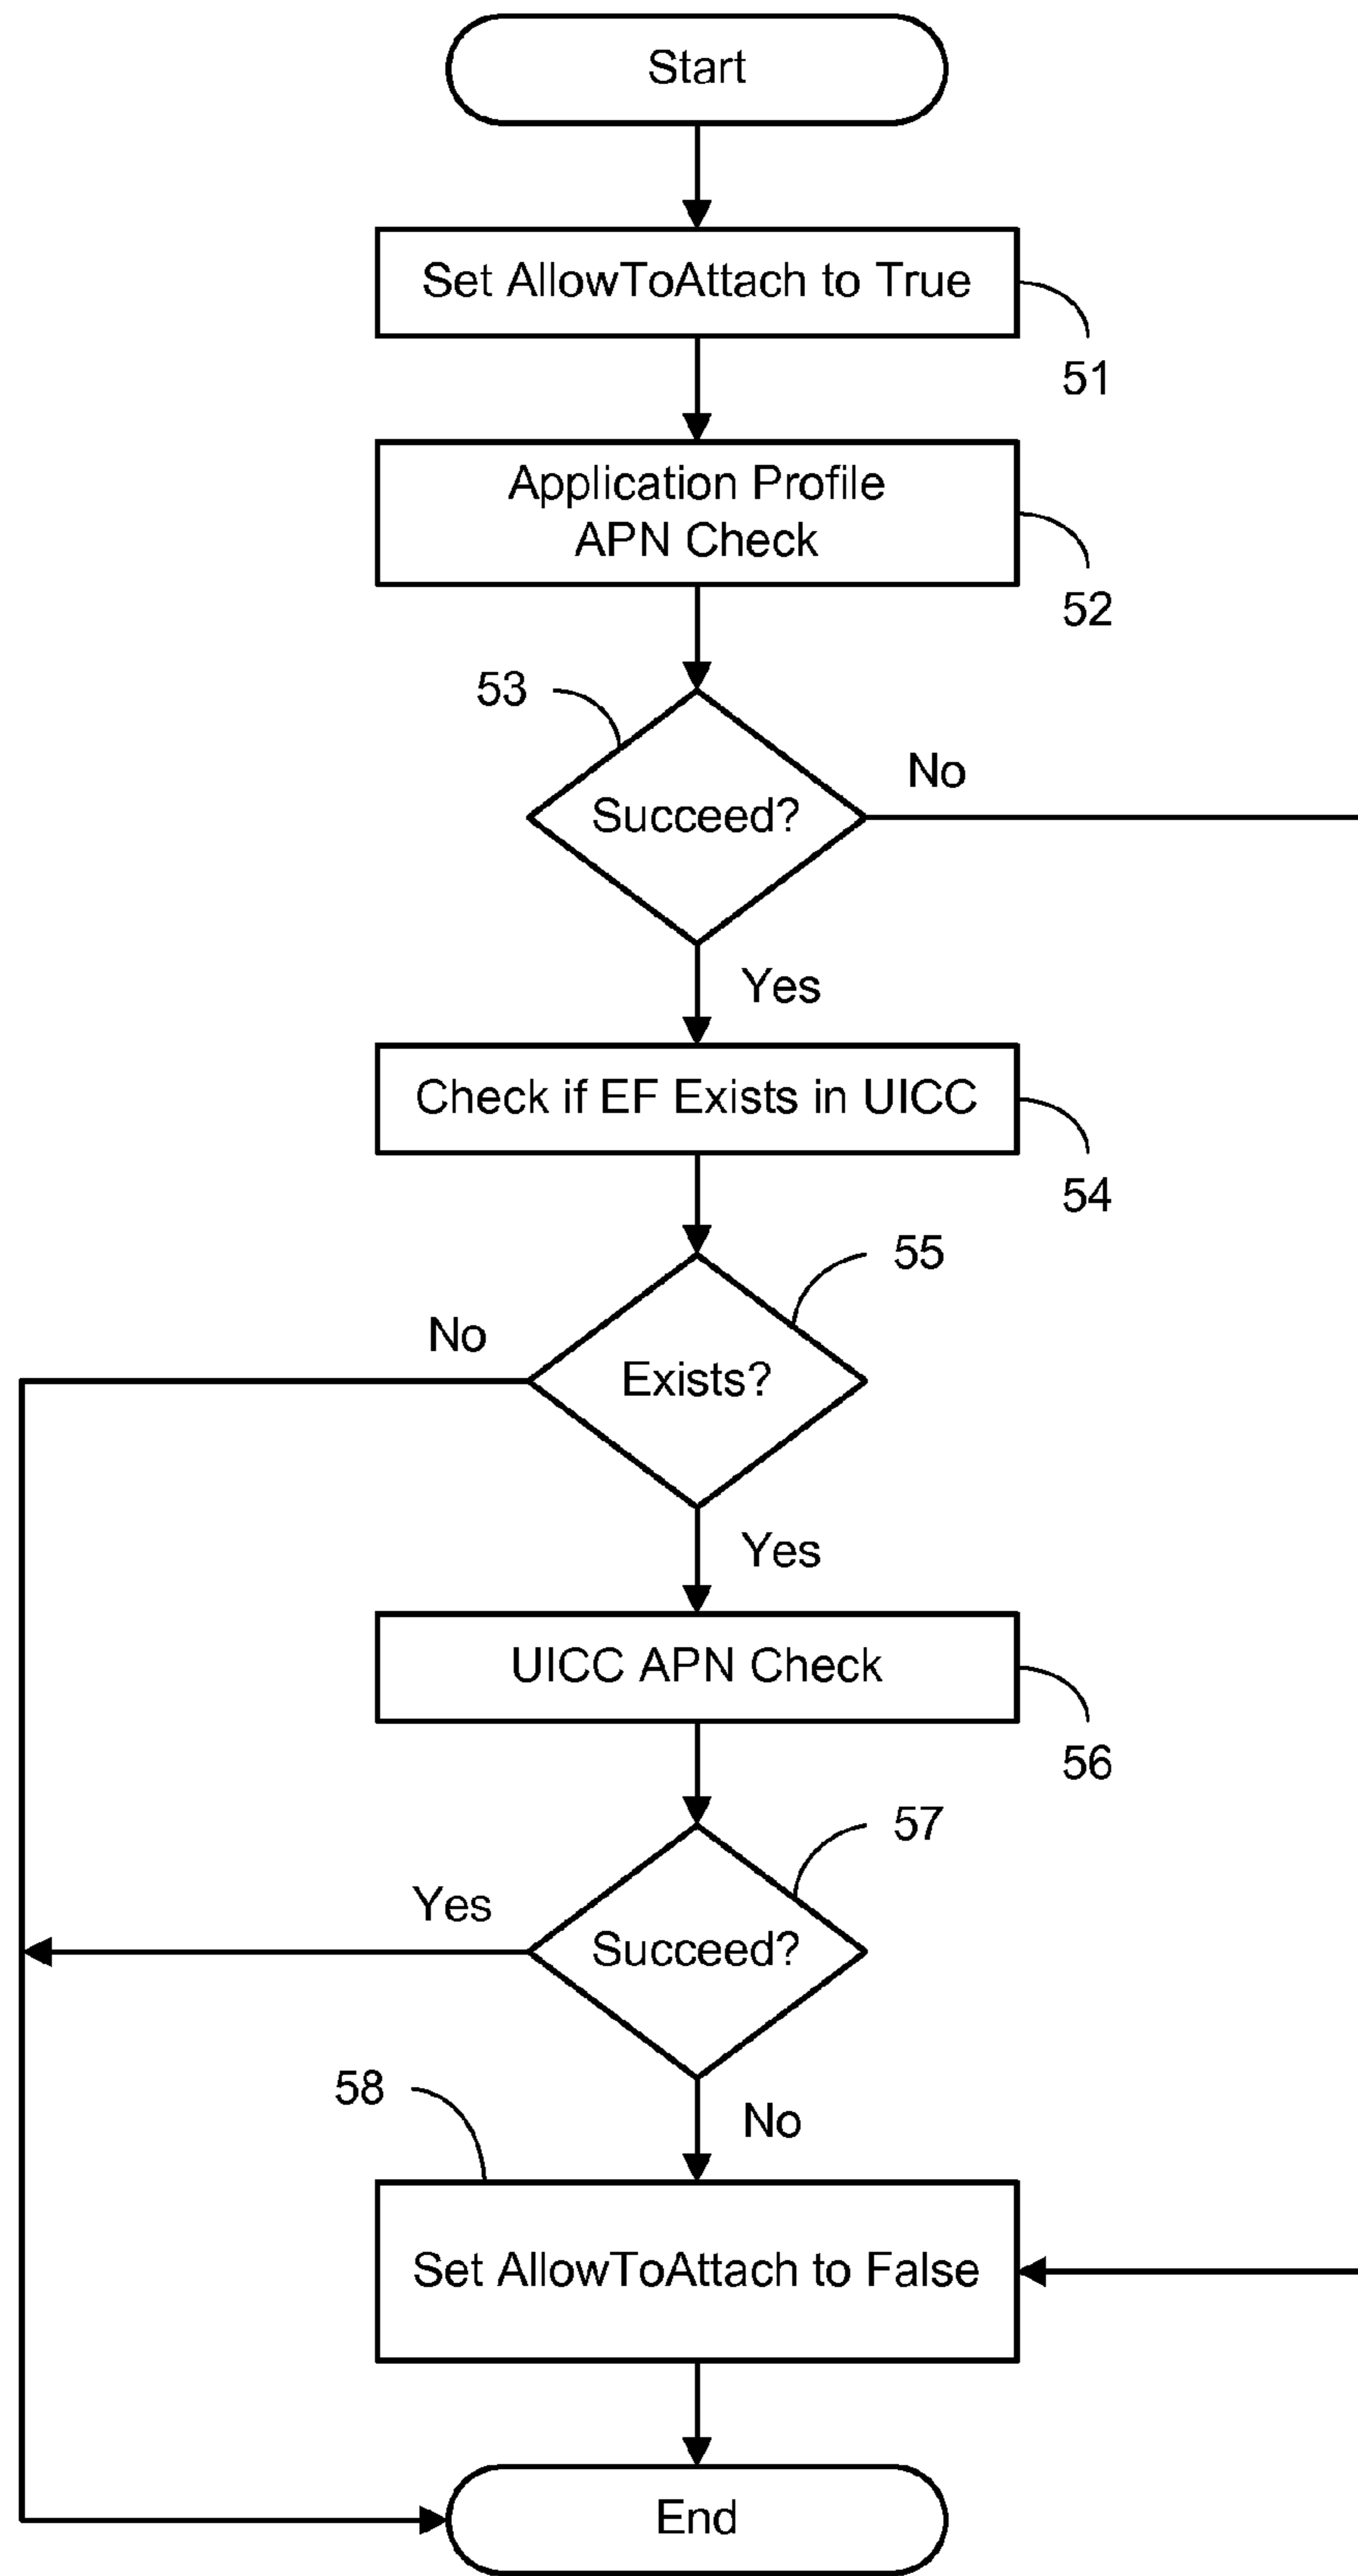 Start
Set AllowToAttach to True
51
Application Profile
APN Check
52
53
Succeed?
No
Yes
Check if EF Exists in UICC
54
55
No
Exists?
Yes
UICC APN Check
56
57
Yes
Succeed?
58
No
Set AllowToAttach to False
End